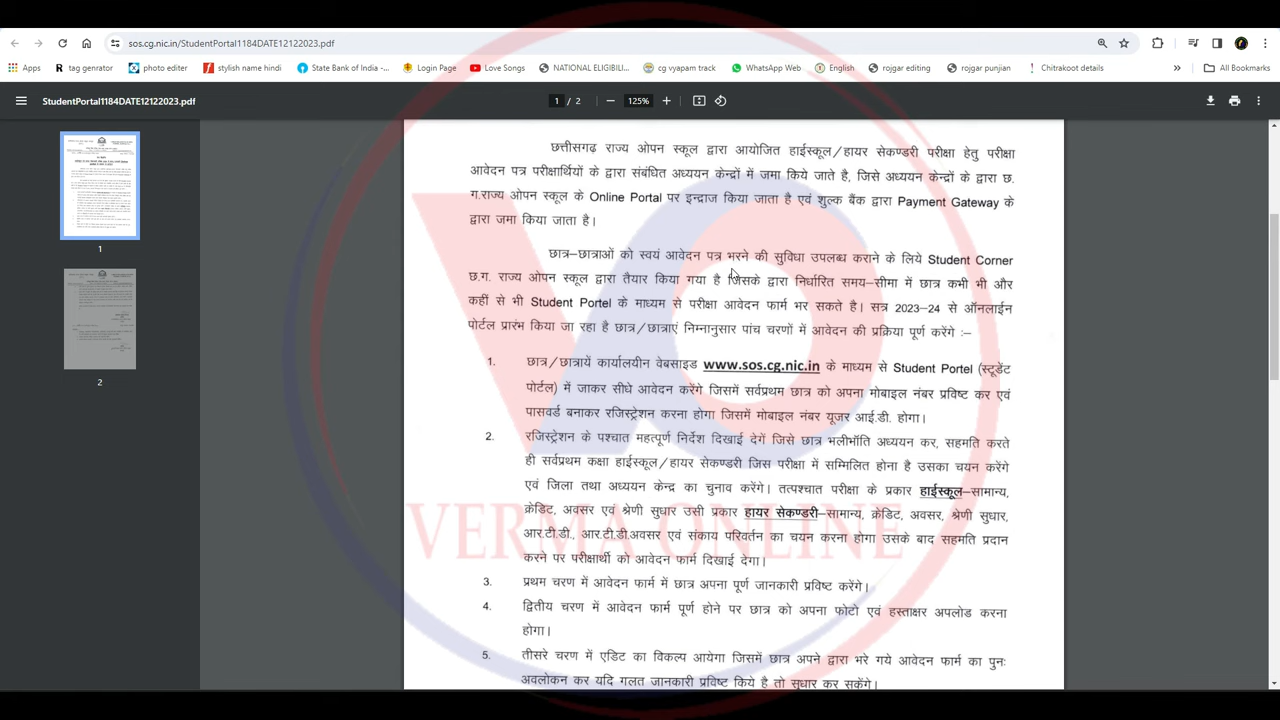 sos.cg.nic.in/StudentPortal1184DATE12122023.pdf
Apps tag genrator photo editer stylish name hindi State Bank of India -... Login Page Love Songs NATIONAL ELIGIBILI... cg vyapam track WhatsApp Web English rojgar editing rojgar punjian Chitrakoot details » All Bookmarks
StudentPortal1184DATE12122023.pdf 1 / 2 125%
1
2
छत्तीसगढ़ राज्य ओपन स्कूल द्वारा आयोजित हाईस्कूल/हायर सेकण्डरी परीक्षा हेतु परीक्षा
आवेदन पत्र परीक्षार्थियों के द्वारा संबंधित अध्ययन केन्द्रों में जमा किये जाते है, जिसे अध्ययन केन्द्रों के द्वारा छ.
ग.राज्य ओपन स्कूल के Online Portal पर इन्द्राज किया जाता है एवं शुल्क बैंक द्वारा Payment Gateway के
द्वारा जमा किया जाता है।
छात्र–छात्राओं को स्वयं आवेदन पत्र भरने की सुविधा उपलब्ध कराने के लिये Student Corner
छ.ग. राज्य ओपन स्कूल द्वारा तैयार किया गया है जिसके द्वारा समय–सीमा में छात्र कभी भी और
कहीं से भी Student Portel के माध्यम से परीक्षा आवेदन फार्म भर सकते है। सत्र 2023–24 से ऑनलाईन
पोर्टल प्रारंभ किया जा रहा है छात्र/छात्राएं निम्नानुसार पांच चरणों में आवेदन की प्रक्रिया पूर्ण करेंगे :–
1. छात्र/छात्रायें कार्यालयीन वेबसाइड www.sos.cg.nic.in के माध्यम से Student Portel (स्टूडेंट
पोर्टल) में जाकर सीधे आवेदन करेंगे जिसमें सर्वप्रथम छात्र को अपना मोबाइल नंबर प्रविष्ट कर एवं
पासवर्ड बनाकर रजिस्ट्रेशन करना होगा जिसमें मोबाइल नंबर यूजर आई.डी. होगा।
2. रजिस्ट्रेशन के पश्चात महत्पूर्ण निर्देश दिखाई देगें जिसे छात्र भलीभॉति अध्ययन कर, सहमति करते
ही सर्वप्रथम कक्षा हाईस्कूल/हायर सेकण्डरी जिस परीक्षा में सम्मिलित होना है उसका चयन करेंगे
एवं जिला तथा अध्ययन केन्द्र का चुनाव करेंगे। तत्पश्चात परीक्षा के प्रकार हाईस्कूल–सामान्य,
क्रेडिट, अवसर एवं श्रेणी सुधार उसी प्रकार हायर सेकण्डरी–सामान्य, क्रेडिट, अवसर, श्रेणी सुधार,
आर.टी.डी., आर.टी.डी.अवसर एवं संकाय परिवर्तन का चयन करना होगा उसके बाद सहमति प्रदान
करने पर परीक्षार्थी को आवेदन फार्म दिखाई देगा।
3. प्रथम चरण में आवेदन फार्म में छात्र अपना पूर्ण जानकारी प्रविष्टि करेंगे।
4. द्वितीय चरण में आवेदन फार्म पूर्ण होने पर छात्र को अपना फोटो एवं हस्ताक्षर अपलोड करना
होगा।
5. तीसरे चरण में एडिट का विकल्प आयेगा जिसमें छात्र अपने द्वारा भरे गये आवेदन फार्म का पुनः
अवलोकन कर यदि गलत जानकारी प्रविष्टि किये है तो सुधार कर सकेंगे।
VERMA ONLINE